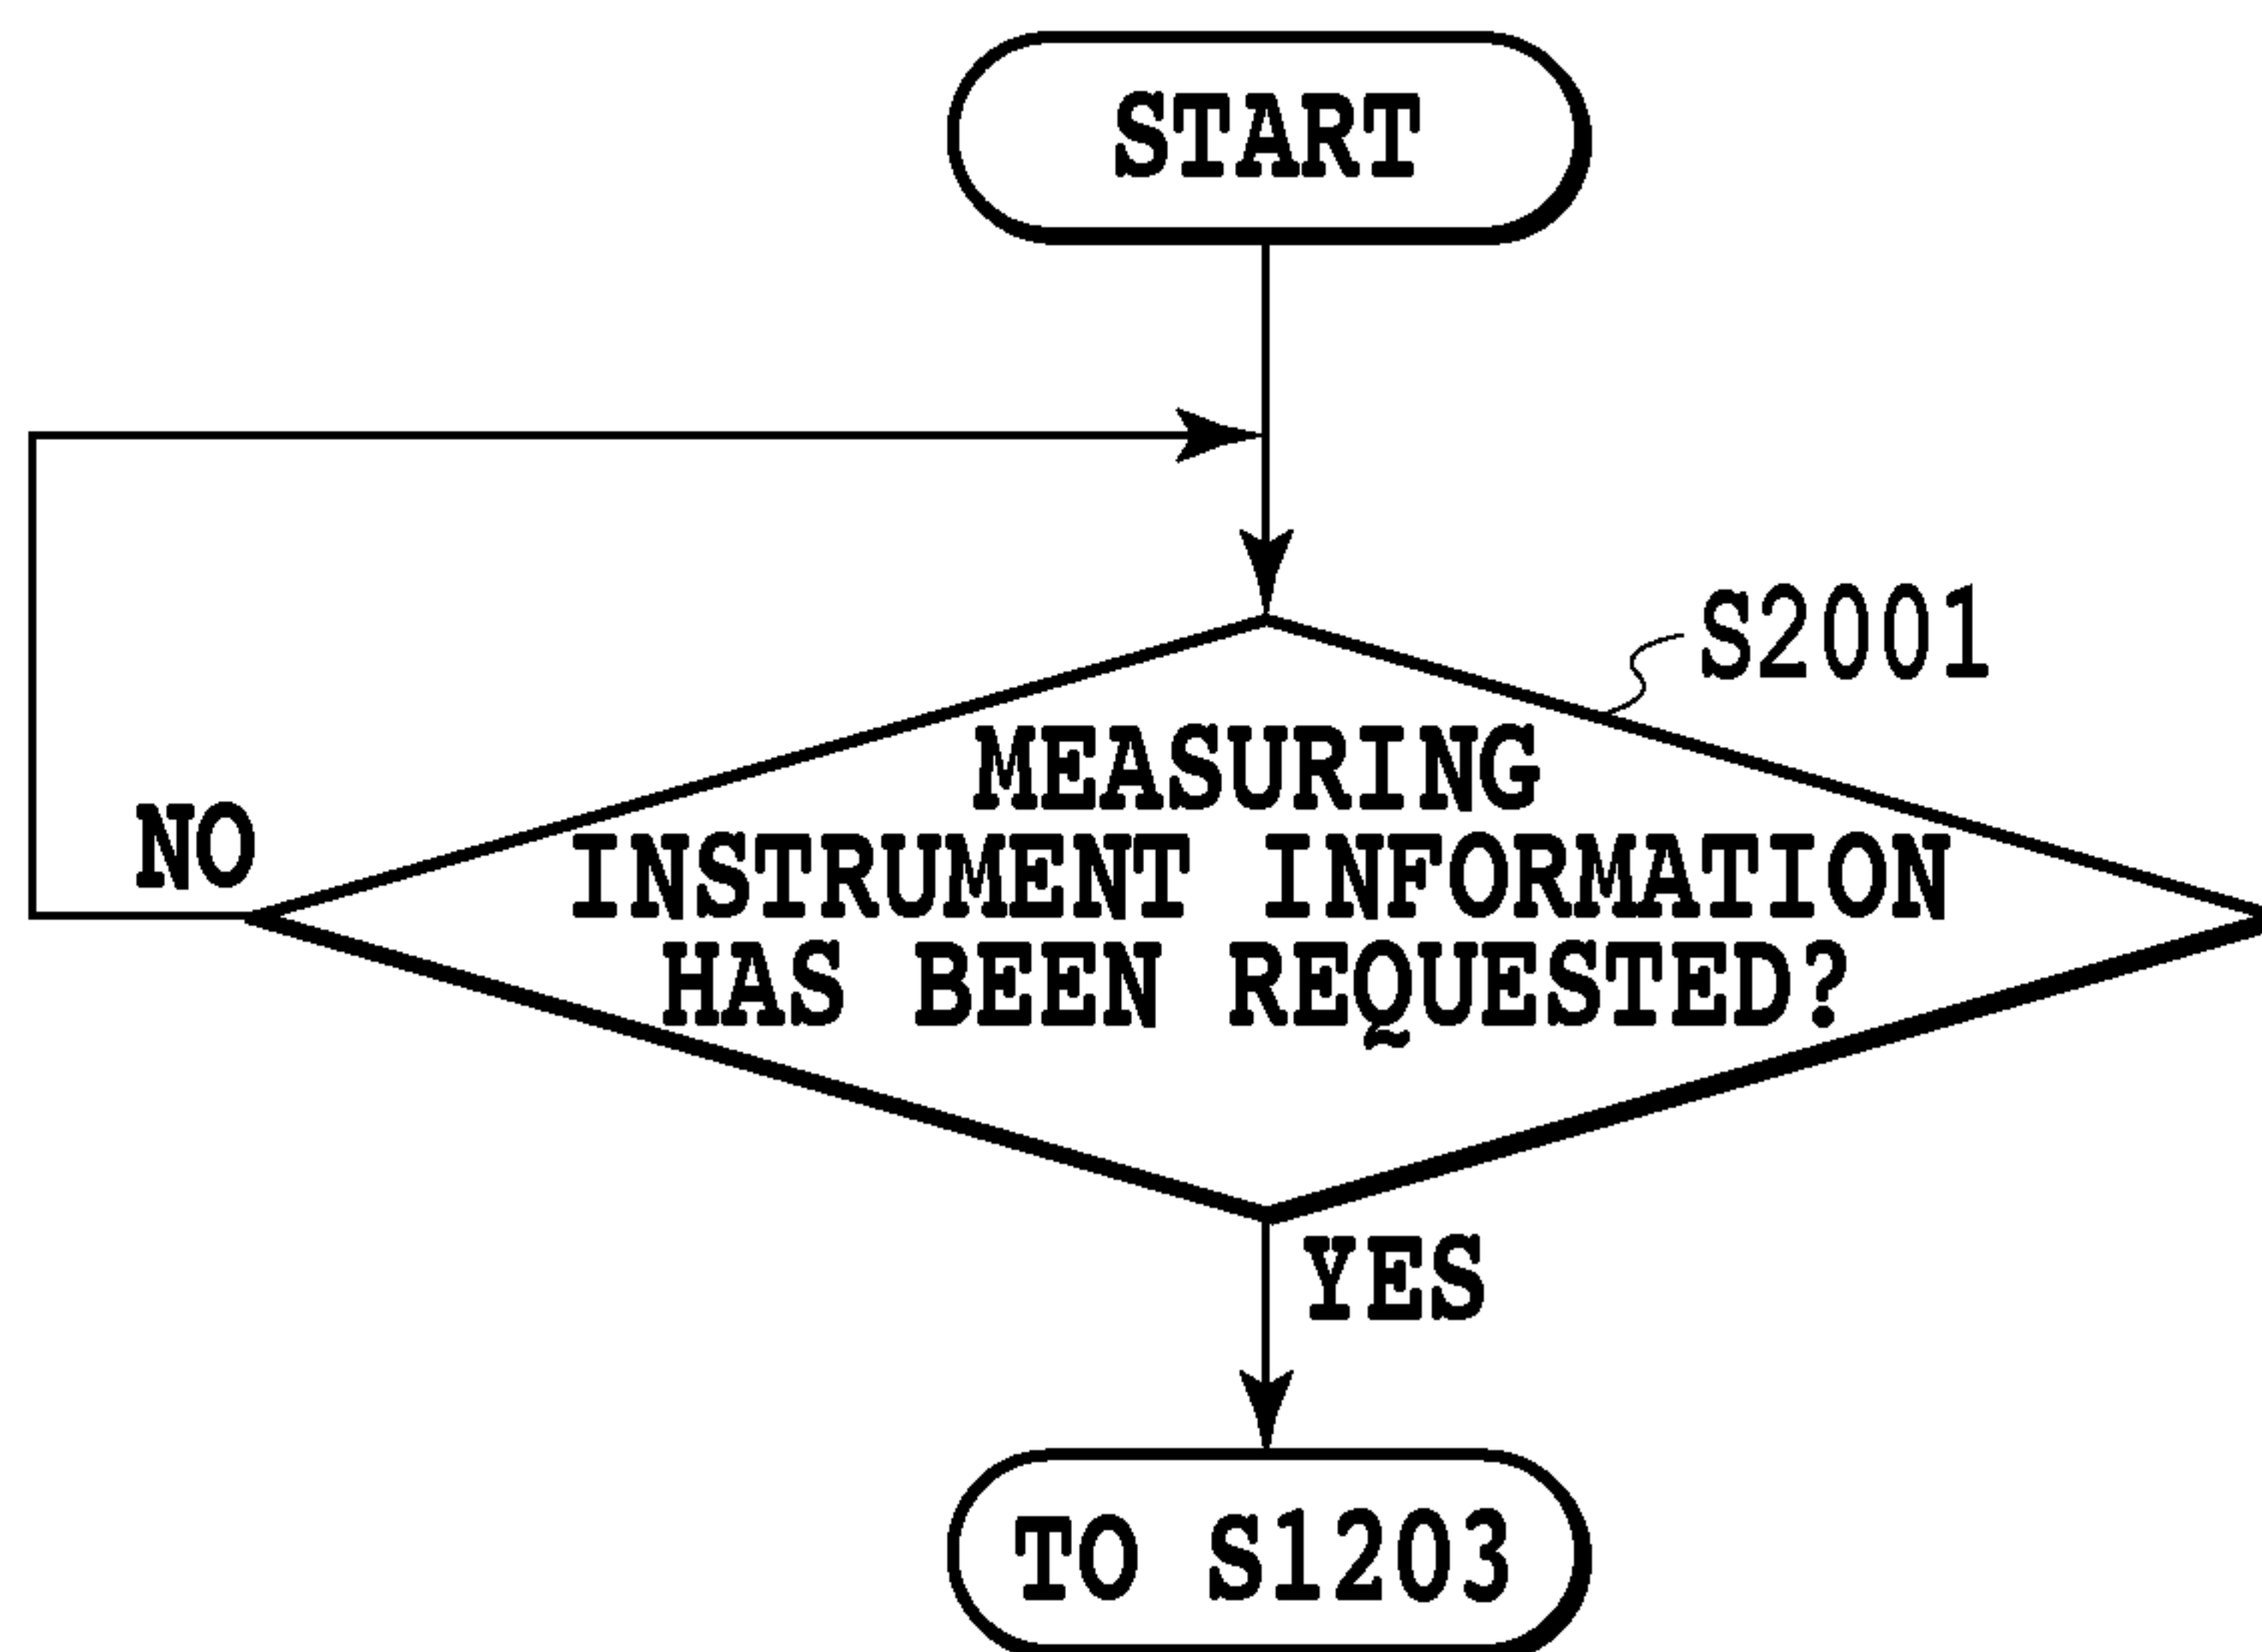 START
S2001
MEASURING
INSTRUMENT INFORMATION
HAS BEEN REQUESTED?
NO
YES
TO S1203